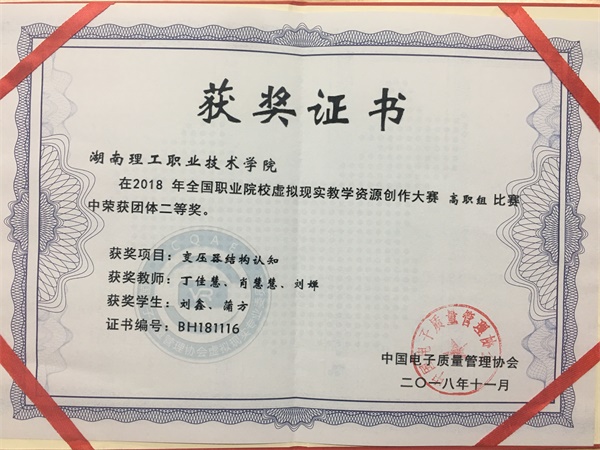 获奖证书
湖南理工职业技术学院
在2018 年全国职业院校虚拟现实教学资源创作大赛 高职组 比赛
中荣获团体二等奖。
获奖项目：变压器结构认知
获奖教师：丁佳慧、肖慧慧、刘婵
获奖学生：刘鑫、蒲方
证书编号：BH181116
中国电子质量管理协会
二〇一八年十一月